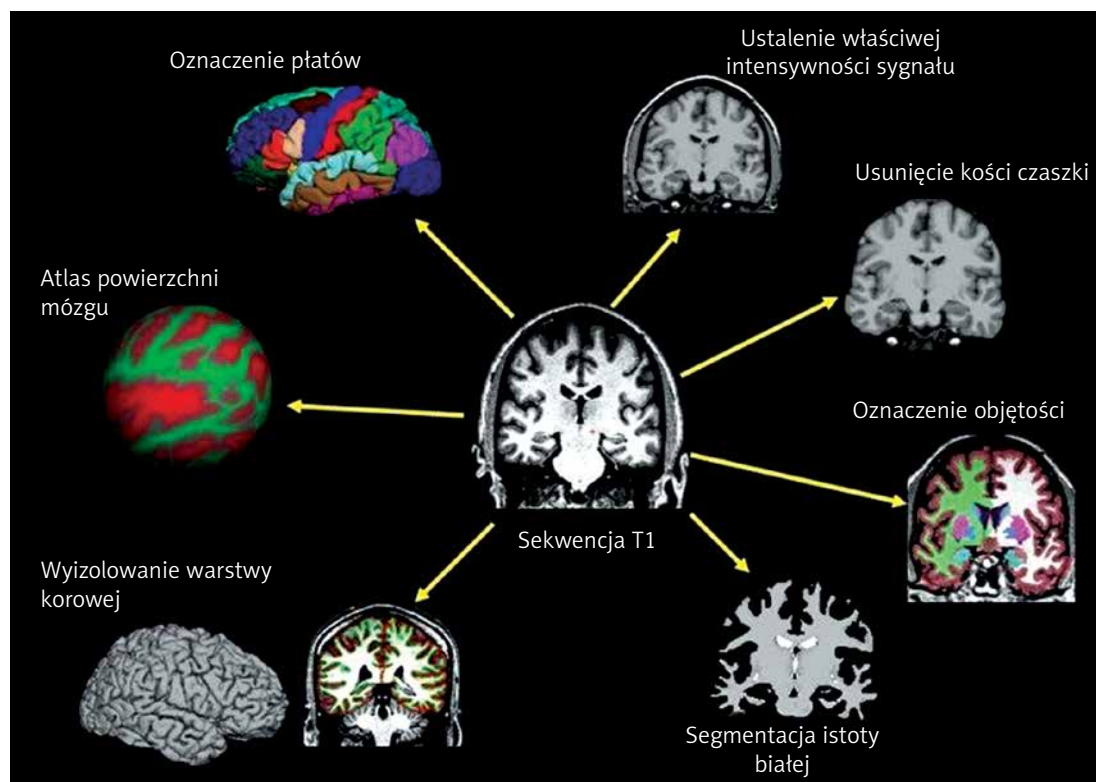 Oznaczenie płatów
Ustalenie właściwej
intensywności sygnału
Usunięcie kości czaszki
Atlas powierzchni
mózgu
Oznaczenie objętości
Sekwencja T1
Wyizolowanie warstwy
korowej
Segmentacja istoty
białej